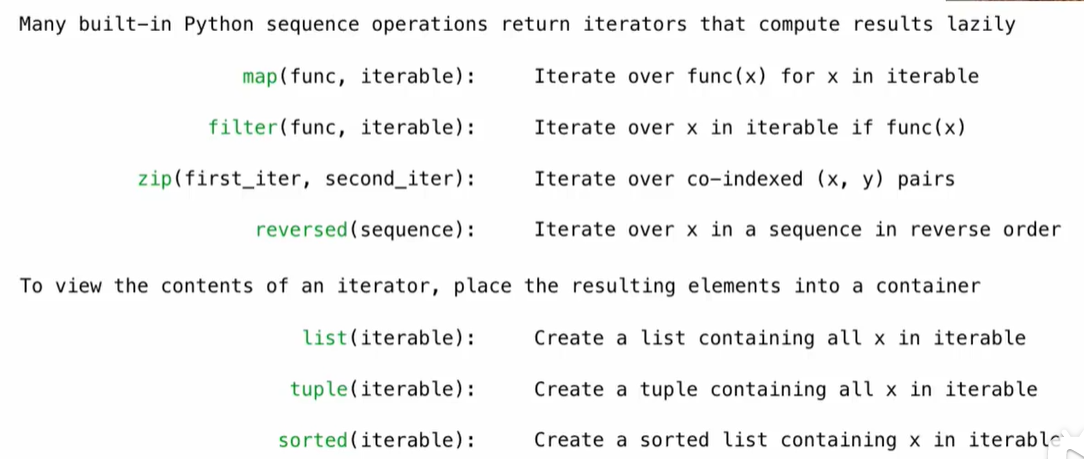 Many built-in Python sequence operations return iterators that compute results lazily
map(func, iterable): Iterate over func(x) for x in iterable
filter(func, iterable): Iterate over x in iterable if func(x)
zip(first_iter, second_iter): Iterate over co-indexed (x, y) pairs
reversed(sequence): Iterate over x in a sequence in reverse order
To view the contents of an iterator, place the resulting elements into a container
list(iterable): Create a list containing all x in iterable
tuple(iterable): Create a tuple containing all x in iterable
sorted(iterable): Create a sorted list containing x in iterable